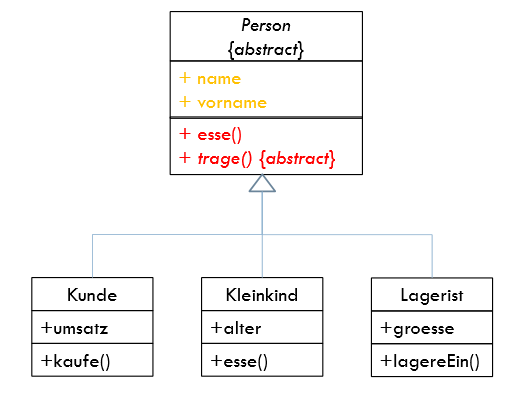 Person
{abstract}
+ name
+ vorname
+ esse()
+ trage() {abstract}
Kunde
+umsatz
+kaufe()
Kleinkind
+alter
+esse()
Lagerist
+groesse
+lagereEin()